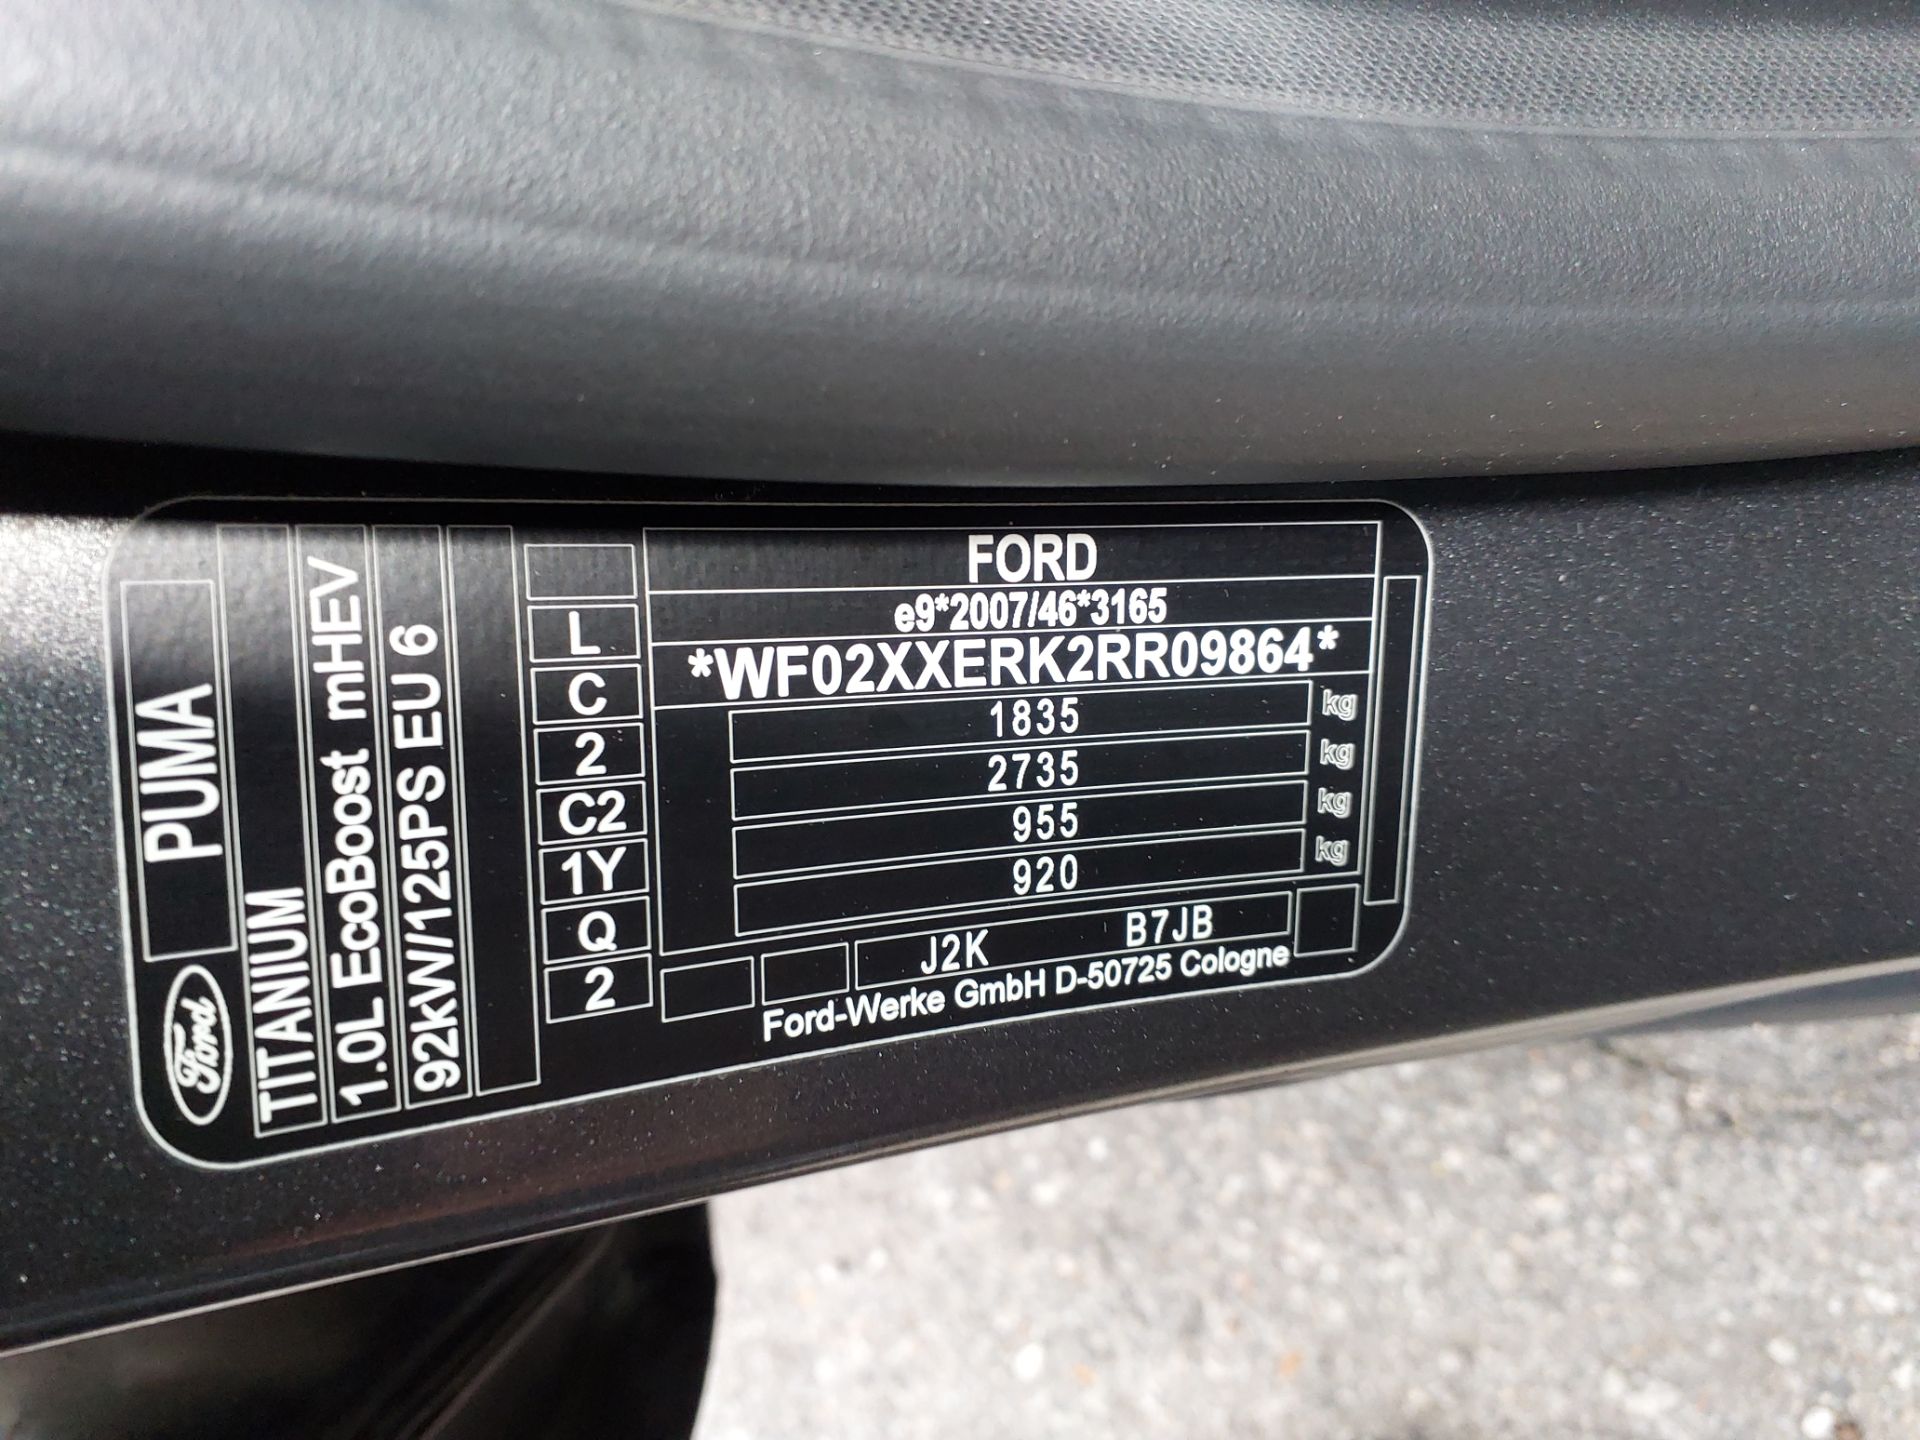 FORD
e9*2007/46*3165
*WF02XXERK2RR09864*
1835 kg
2735 kg
955 kg
920 kg
J2K B7JB
Ford-Werke GmbH D-50725 Cologne
L
C
2
C2
1Y
Q
2
PUMA
Ford
TITANIUM
1.0L EcoBoost mHEV
92kW/125PS EU 6